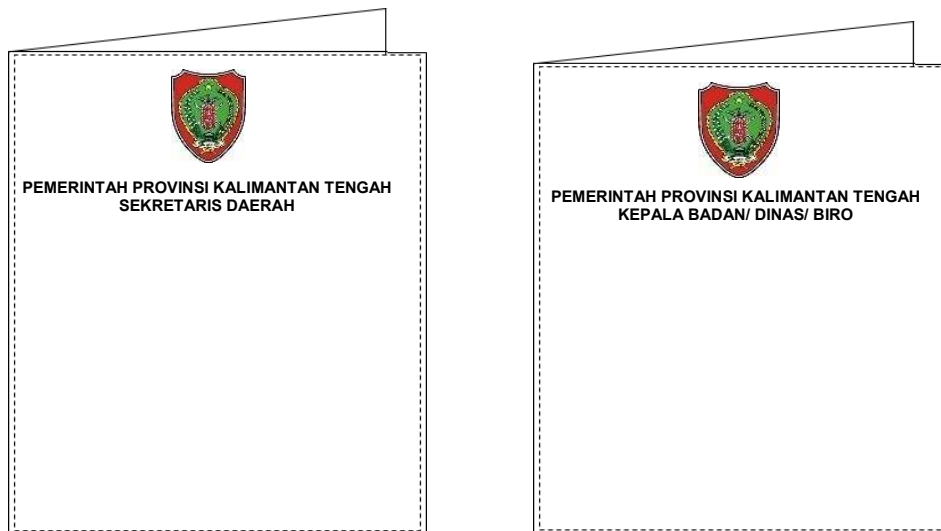 PEMERINTAH PROVINSI KALIMANTAN TENGAH
SEKRETARIS DAERAH
PEMERINTAH PROVINSI KALIMANTAN TENGAH
KEPALA BADAN/ DINAS/ BIRO